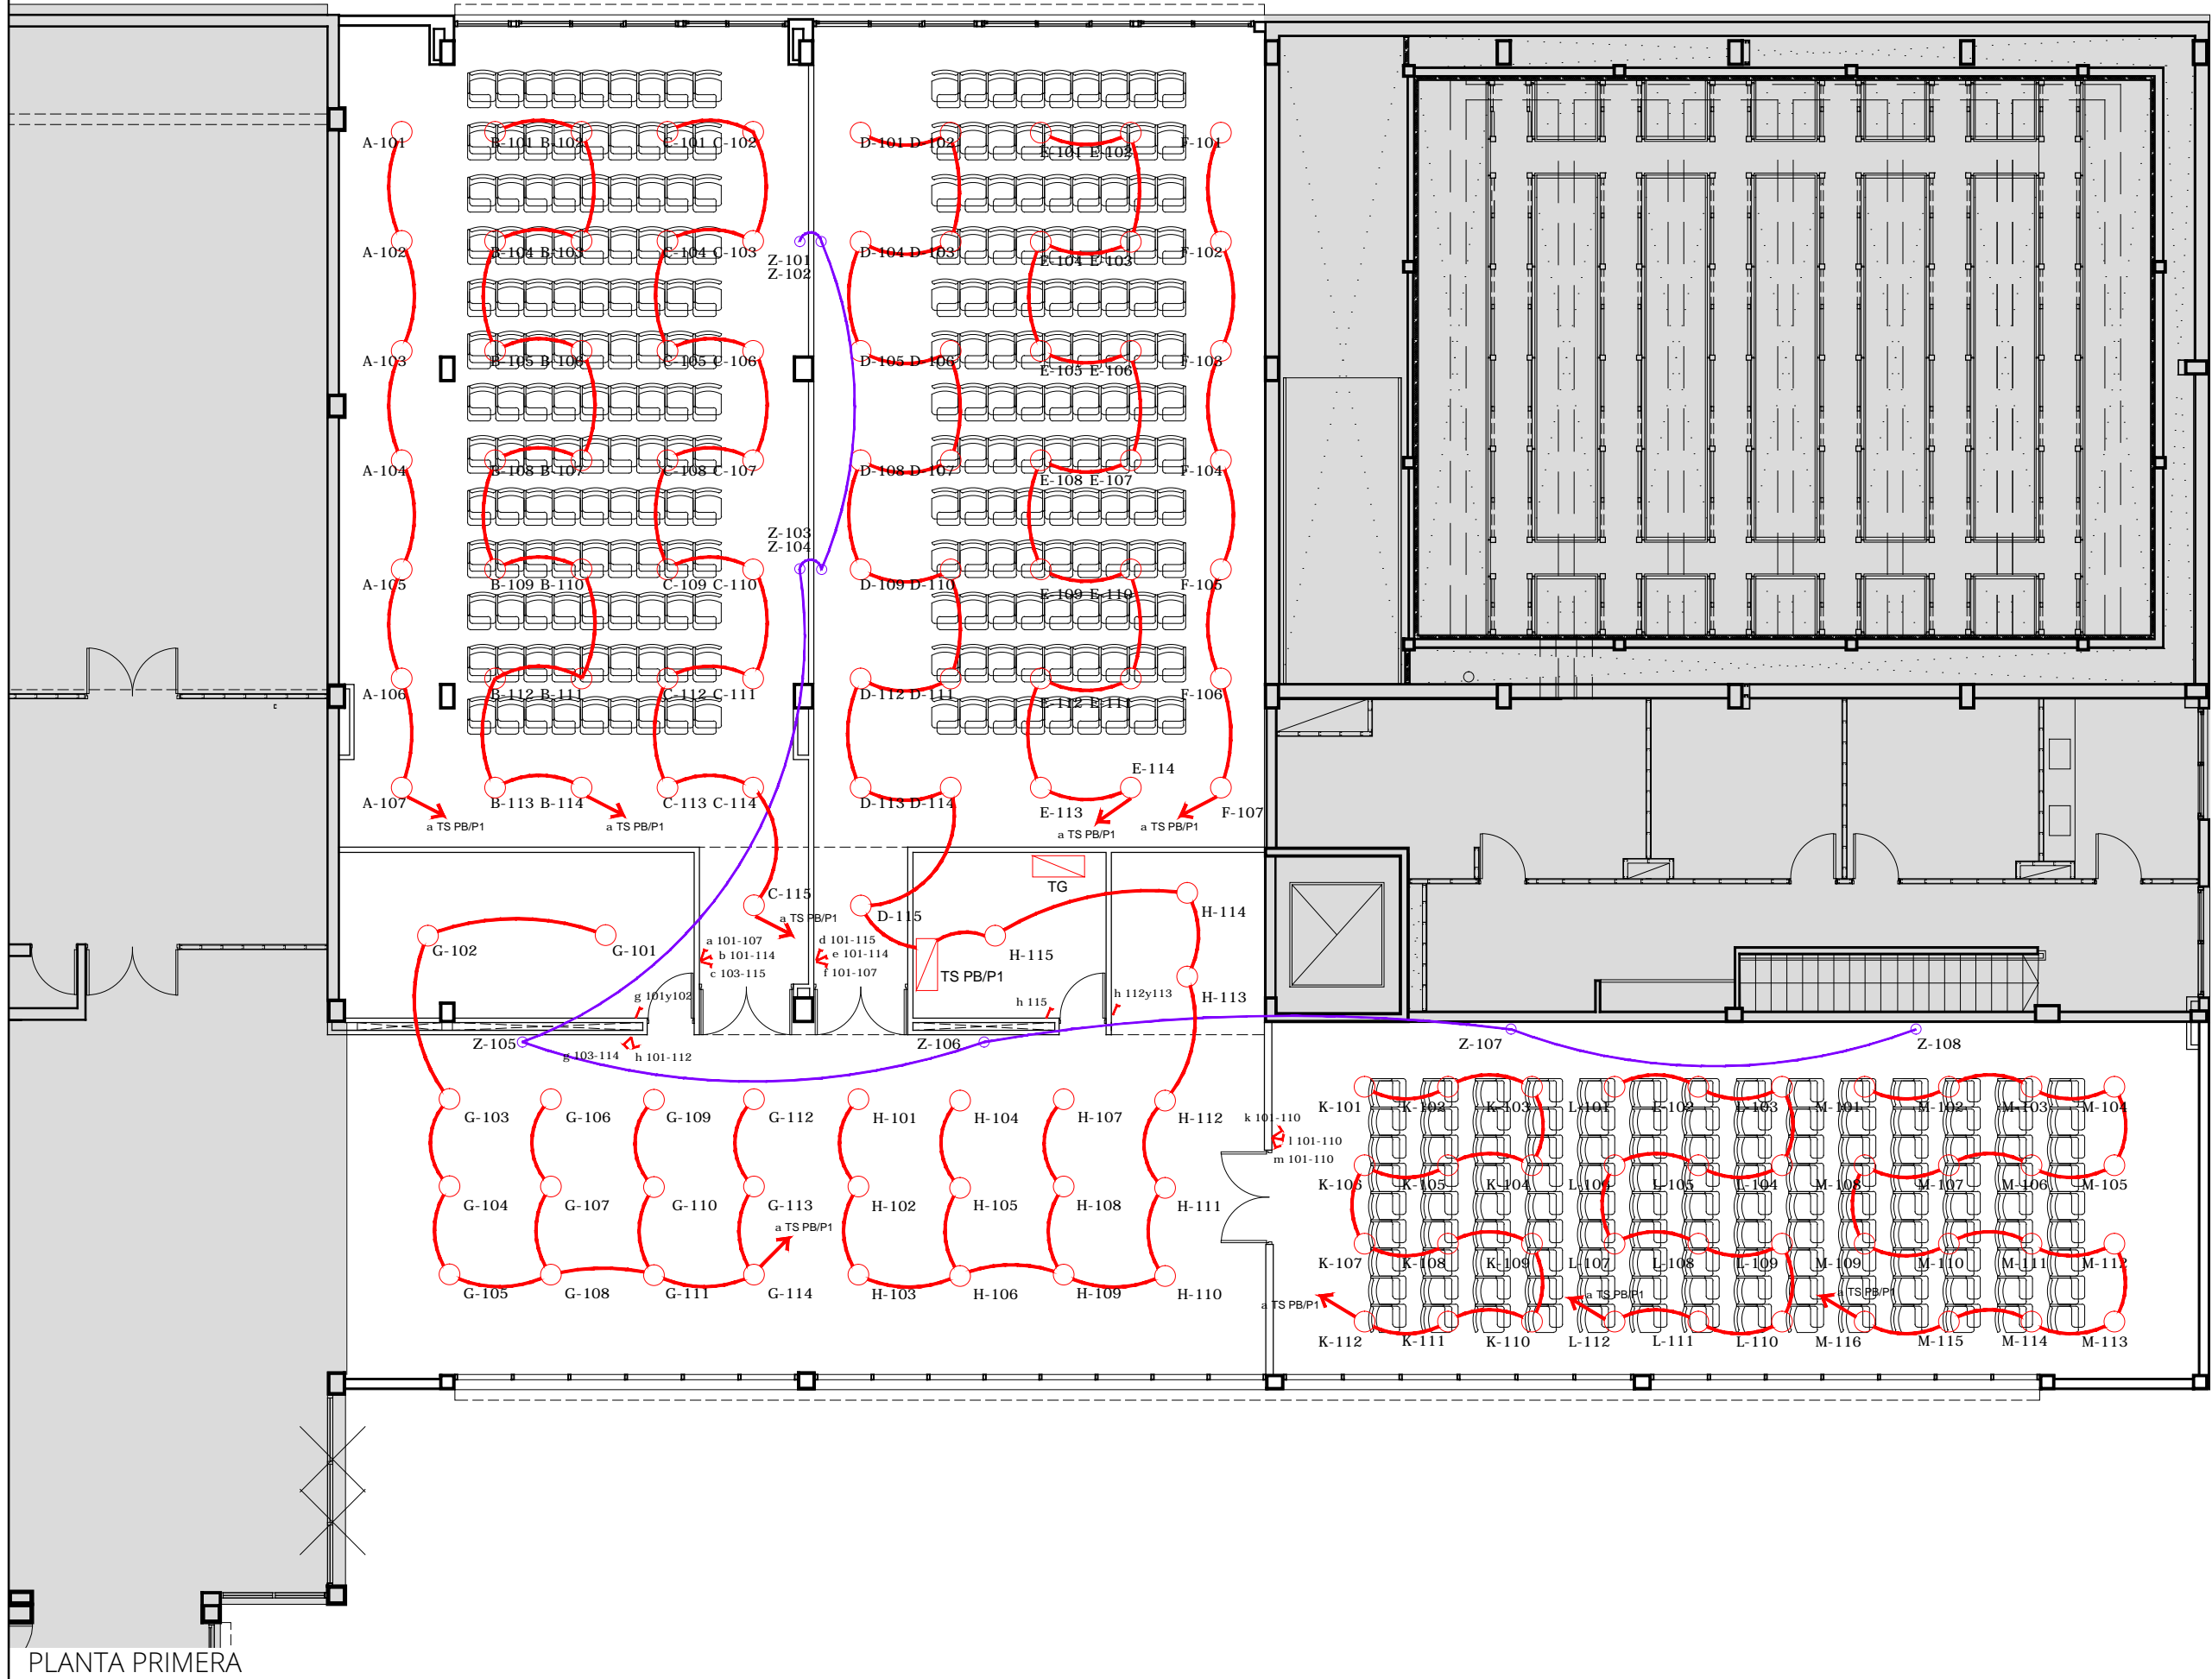 A-101 B-101 B-102 C-101 C-102 D-101 D-102 E-101 E-102 F-101
A-102 B-104 B-103 C-104 C-103 D-104 D-103 E-104 E-103 F-102
Z-101
Z-102
A-103 B-105 B-106 C-105 C-106 D-105 D-106 E-105 E-106 F-103
A-104 B-108 B-107 C-108 C-107 D-108 D-107 E-108 E-107 F-104
Z-103
Z-104
A-105 B-109 B-110 C-109 C-110 D-109 D-110 E-109 E-110 F-105
A-106 B-112 B-111 C-112 C-111 D-112 D-111 E-112 E-111 F-106
E-114
A-107 B-113 B-114 C-113 C-114 D-113 D-114 E-113 F-107
a TS PB/P1 a TS PB/P1 a TS PB/P1 a TS PB/P1
TG
C-115 D-115 H-114
a TS PB/P1
G-102 G-101 H-115
a 101-107 d 101-115
b 101-114 e 101-114
c 103-115 f 101-107
TS PB/P1
g 101y102 h 115 h 112y113 H-113
Z-105 Z-106 Z-107 Z-108
g 103-114 h 101-112
G-103 G-106 G-109 G-112 H-101 H-104 H-107 H-112
k 101-110
l 101-110
m 101-110
K-101 K-102 K-103 L-101 L-102 L-103 M-101 M-102 M-103 M-104
K-106 K-105 K-104 L-106 L-105 L-104 M-108 M-107 M-106 M-105
G-104 G-107 G-110 G-113 H-102 H-105 H-108 H-111
a TS PB/P1
K-107 K-108 K-109 L-107 L-108 L-109 M-109 M-110 M-111 M-112
G-105 G-108 G-111 G-114 H-103 H-106 H-109 H-110
a TS PB/P1 a TS PB/P1 a TS PB/P1
K-112 K-111 K-110 L-112 L-111 L-110 M-116 M-115 M-114 M-113
PLANTA PRIMERA